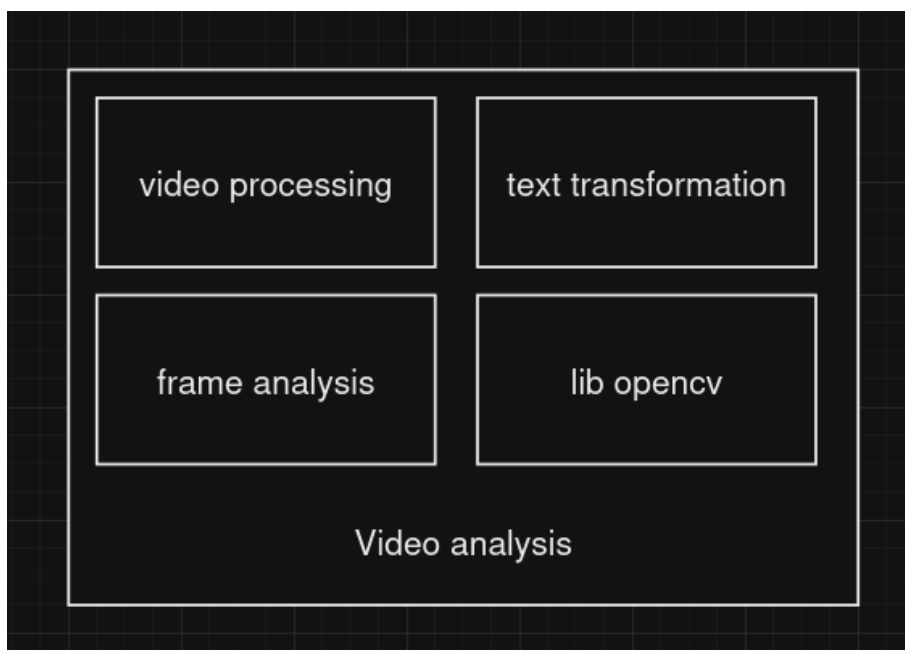 video processing
text transformation
frame analysis
lib opencv
Video analysis